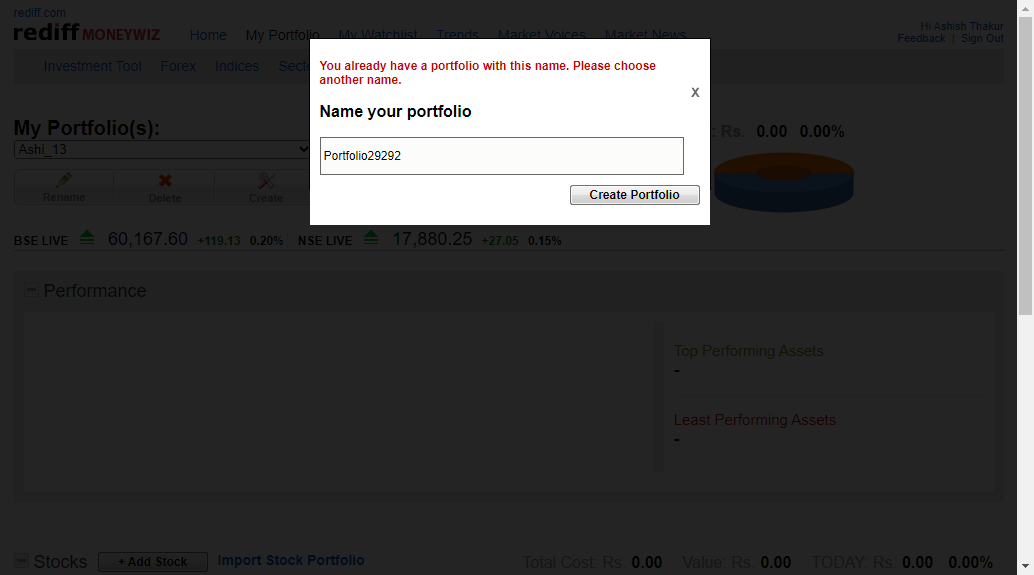 rediff.com
rediff MONEYWIZ
Home My Portfolio My Watchlist Trends Market Voices Market News
Hi Ashish Thakur
Feedback | Sign Out
Investment Tool Forex Indices Secto
You already have a portfolio with this name. Please choose
another name.
X
Name your portfolio
My Portfolio(s):
: Rs. 0.00 0.00%
Ashi_13
Portfolio29292
Rename Delete Create
Create Portfolio
BSE LIVE 60,167.60 +119.13 0.20% NSE LIVE 17,880.25 +27.05 0.15%
Performance
Top Performing Assets
-
Least Performing Assets
-
Stocks + Add Stock Import Stock Portfolio Total Cost: Rs. 0.00 Value: Rs. 0.00 TODAY: Rs. 0.00 0.00%